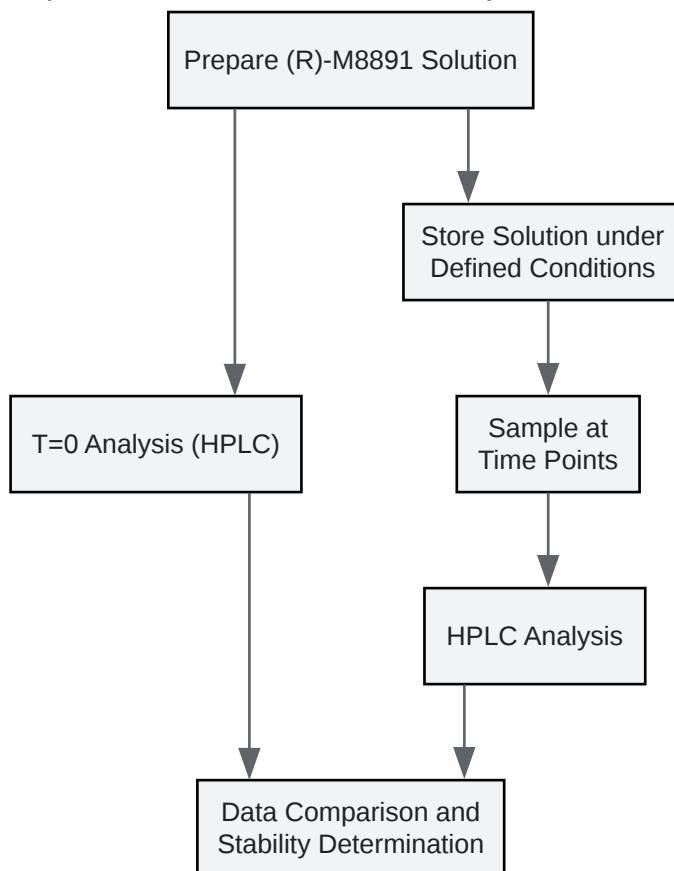 Prepare (R)-M8891 Solution
Store Solution under
Defined Conditions
T=0 Analysis (HPLC)
Sample at
Time Points
HPLC Analysis
Data Comparison and
Stability Determination